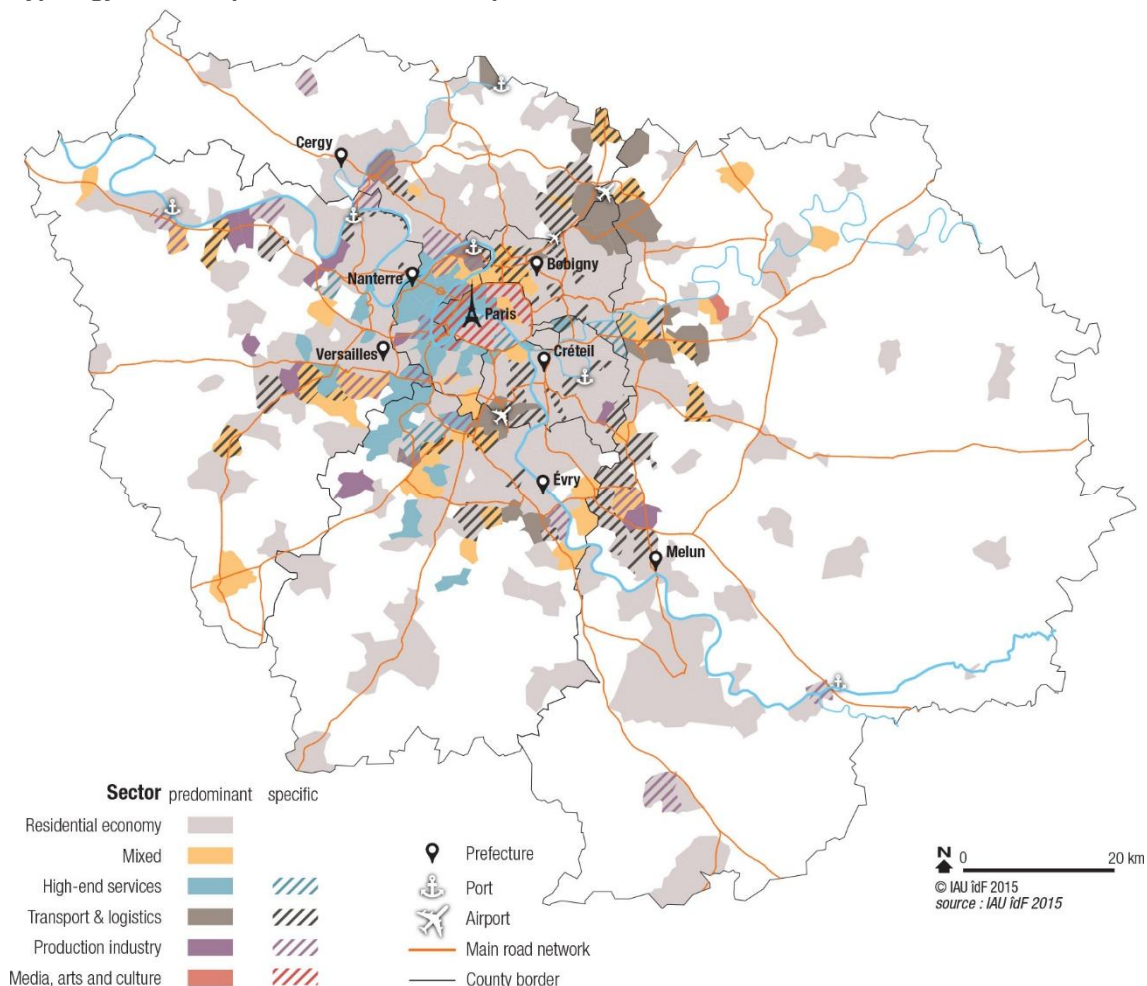 Cergy
Nanterre
Bobigny
Paris
Versailles
Créteil
Évry
Melun
Sector predominant specific
Residential economy
Mixed
High-end services
Transport & logistics
Production industry
Media, arts and culture
Prefecture
Port
Airport
Main road network
County border
N 0 20 km
© IAU îdF 2015
source : IAU îdF 2015